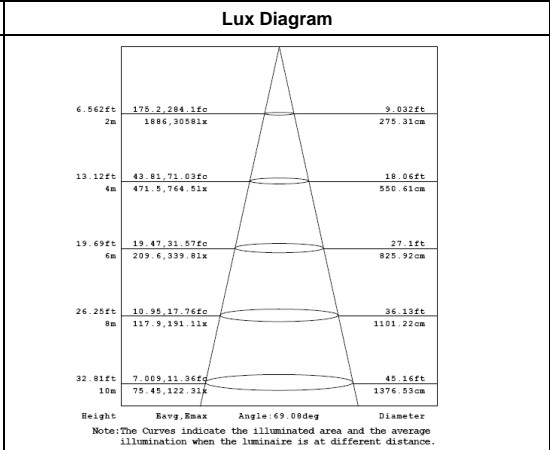 Lux Diagram
6.562ft 175.2,284.1fc 9.032ft
2m 1886,3058lx 275.31cm
13.12ft 43.81,71.03fc 18.06ft
4m 471.5,764.5lx 550.61cm
19.69ft 19.47,31.57fc 27.1ft
6m 209.6,339.8lx 825.92cm
26.25ft 10.95,17.76fc 36.13ft
8m 117.9,191.1lx 1101.22cm
32.81ft 7.009,11.36fc 45.16ft
10m 75.45,122.3lx 1376.53cm
Height Eavg,Emax Angle:69.08deg Diameter
Note:The Curves indicate the illuminated area and the average
illumination when the luminaire is at different distance.